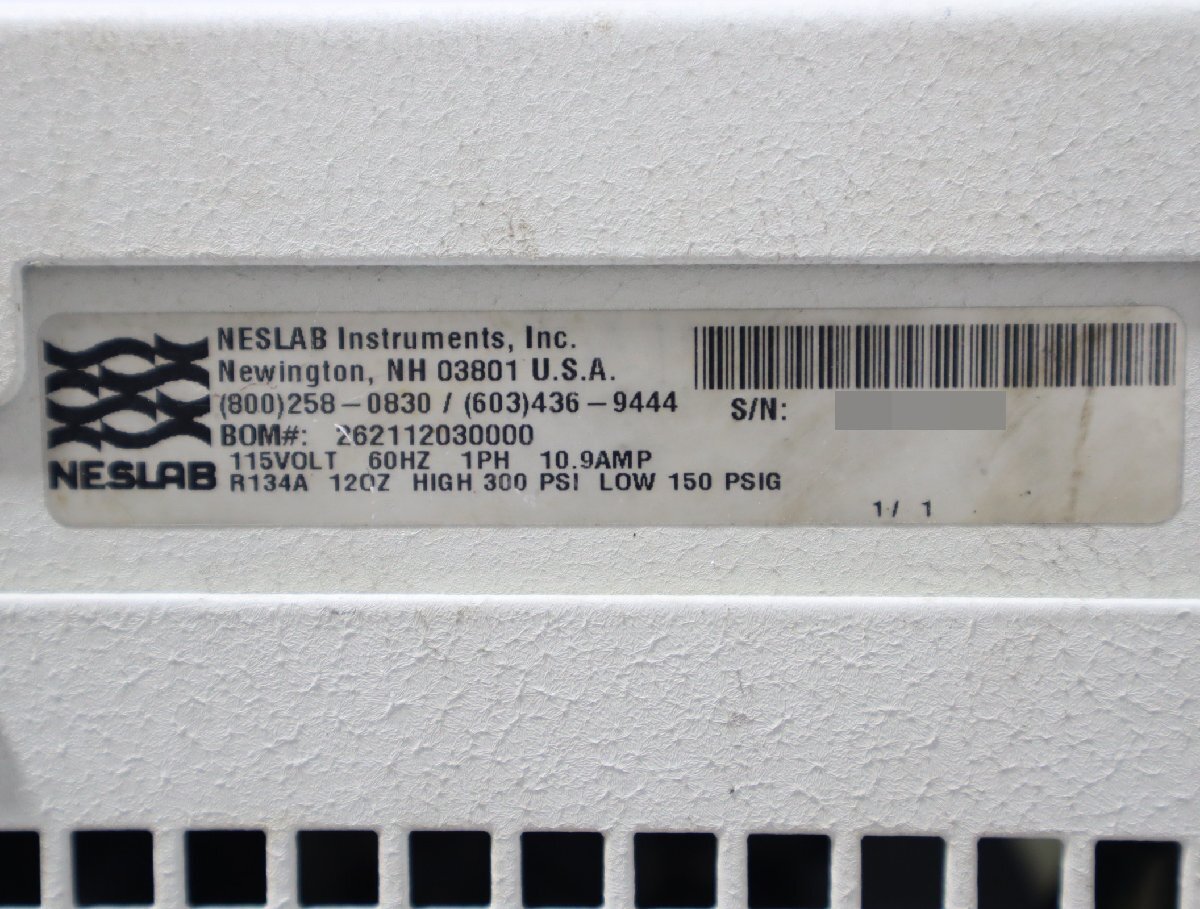 NESLAB Instruments, Inc.
Newington, NH 03801 U.S.A.
(800)258-0830 / (603)436-9444
S/N:
BOM#: 262112030000
115VOLT 60HZ 1PH 10.9AMP
NESLAB
R134A 12OZ HIGH 300 PSI LOW 150 PSIG
1/ 1